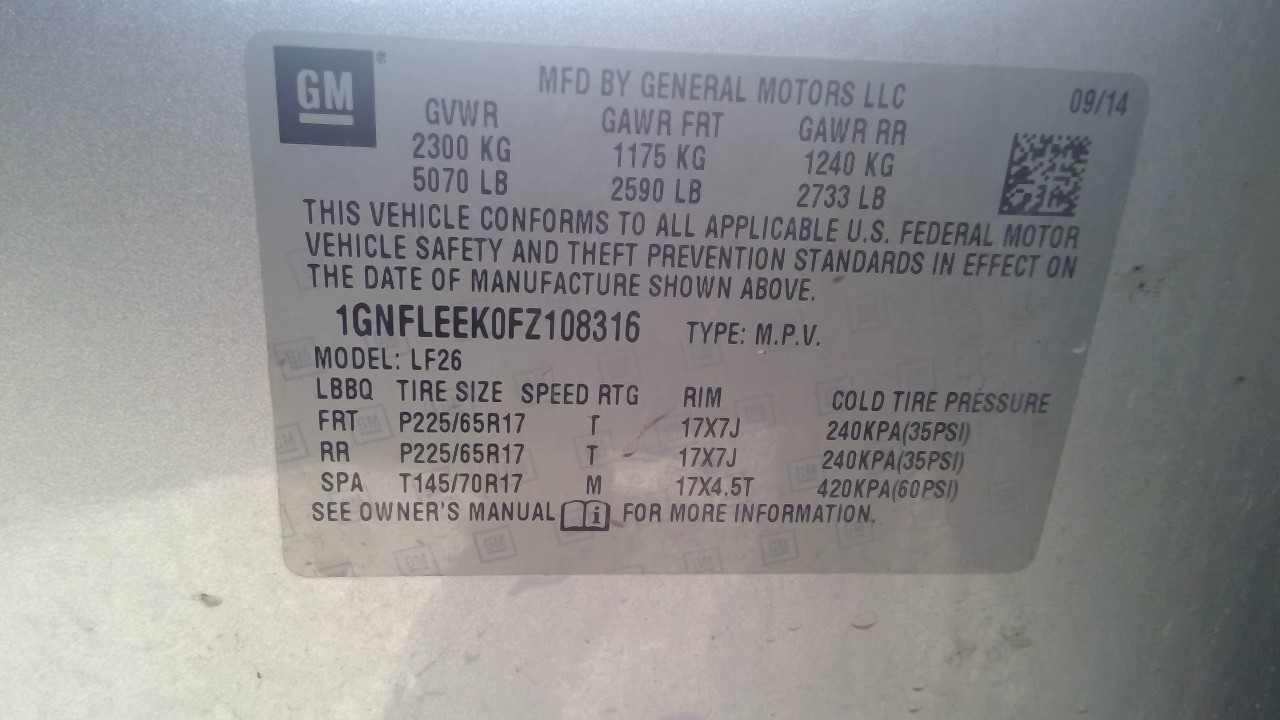 GM®
MFD BY GENERAL MOTORS LLC 09/14
GVWR GAWR FRT GAWR RR
2300 KG 1175 KG 1240 KG
5070 LB 2590 LB 2733 LB
THIS VEHICLE CONFORMS TO ALL APPLICABLE U.S. FEDERAL MOTOR
VEHICLE SAFETY AND THEFT PREVENTION STANDARDS IN EFFECT ON
THE DATE OF MANUFACTURE SHOWN ABOVE.
1GNFLEEK0FZ108316 TYPE: M.P.V.
MODEL: LF26
LBBQ TIRE SIZE SPEED RTG RIM COLD TIRE PRESSURE
FRT P225/65R17 T 17X7J 240KPA(35PSI)
RR P225/65R17 T 17X7J 240KPA(35PSI)
SPA T145/70R17 M 17X4.5T 420KPA(60PSI)
SEE OWNER'S MANUAL i FOR MORE INFORMATION.